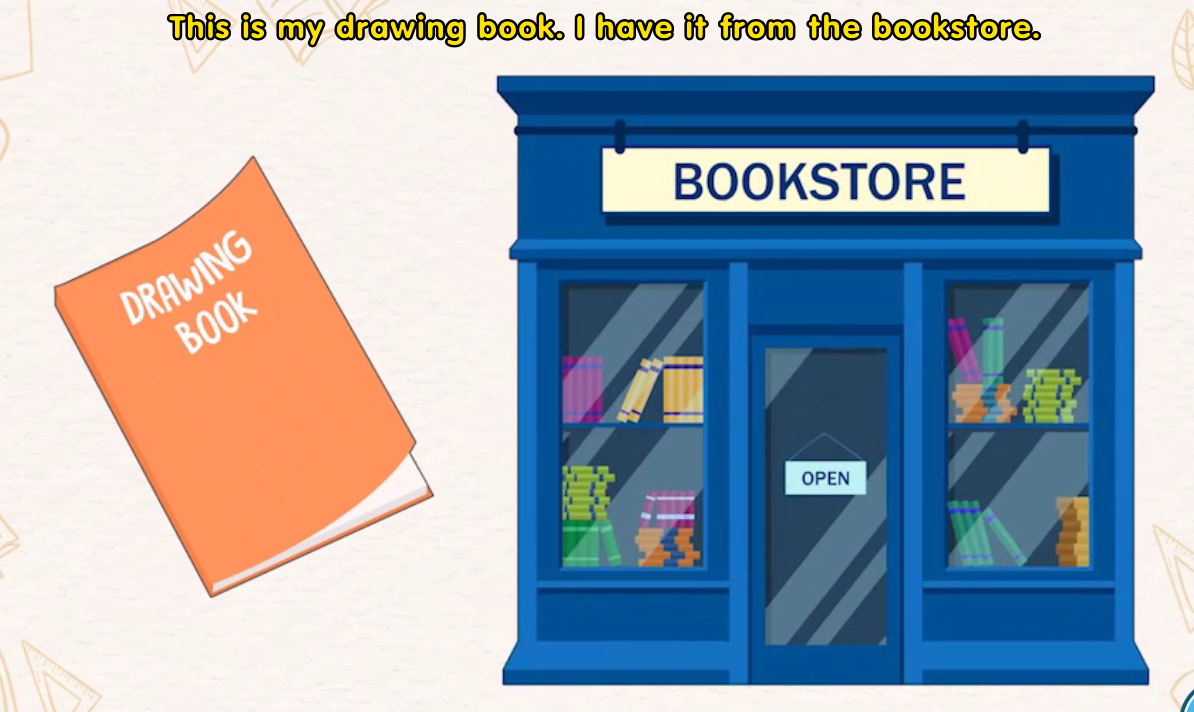 This is my drawing book. I have it from the bookstore.
BOOKSTORE
DRAWING
BOOK
OPEN